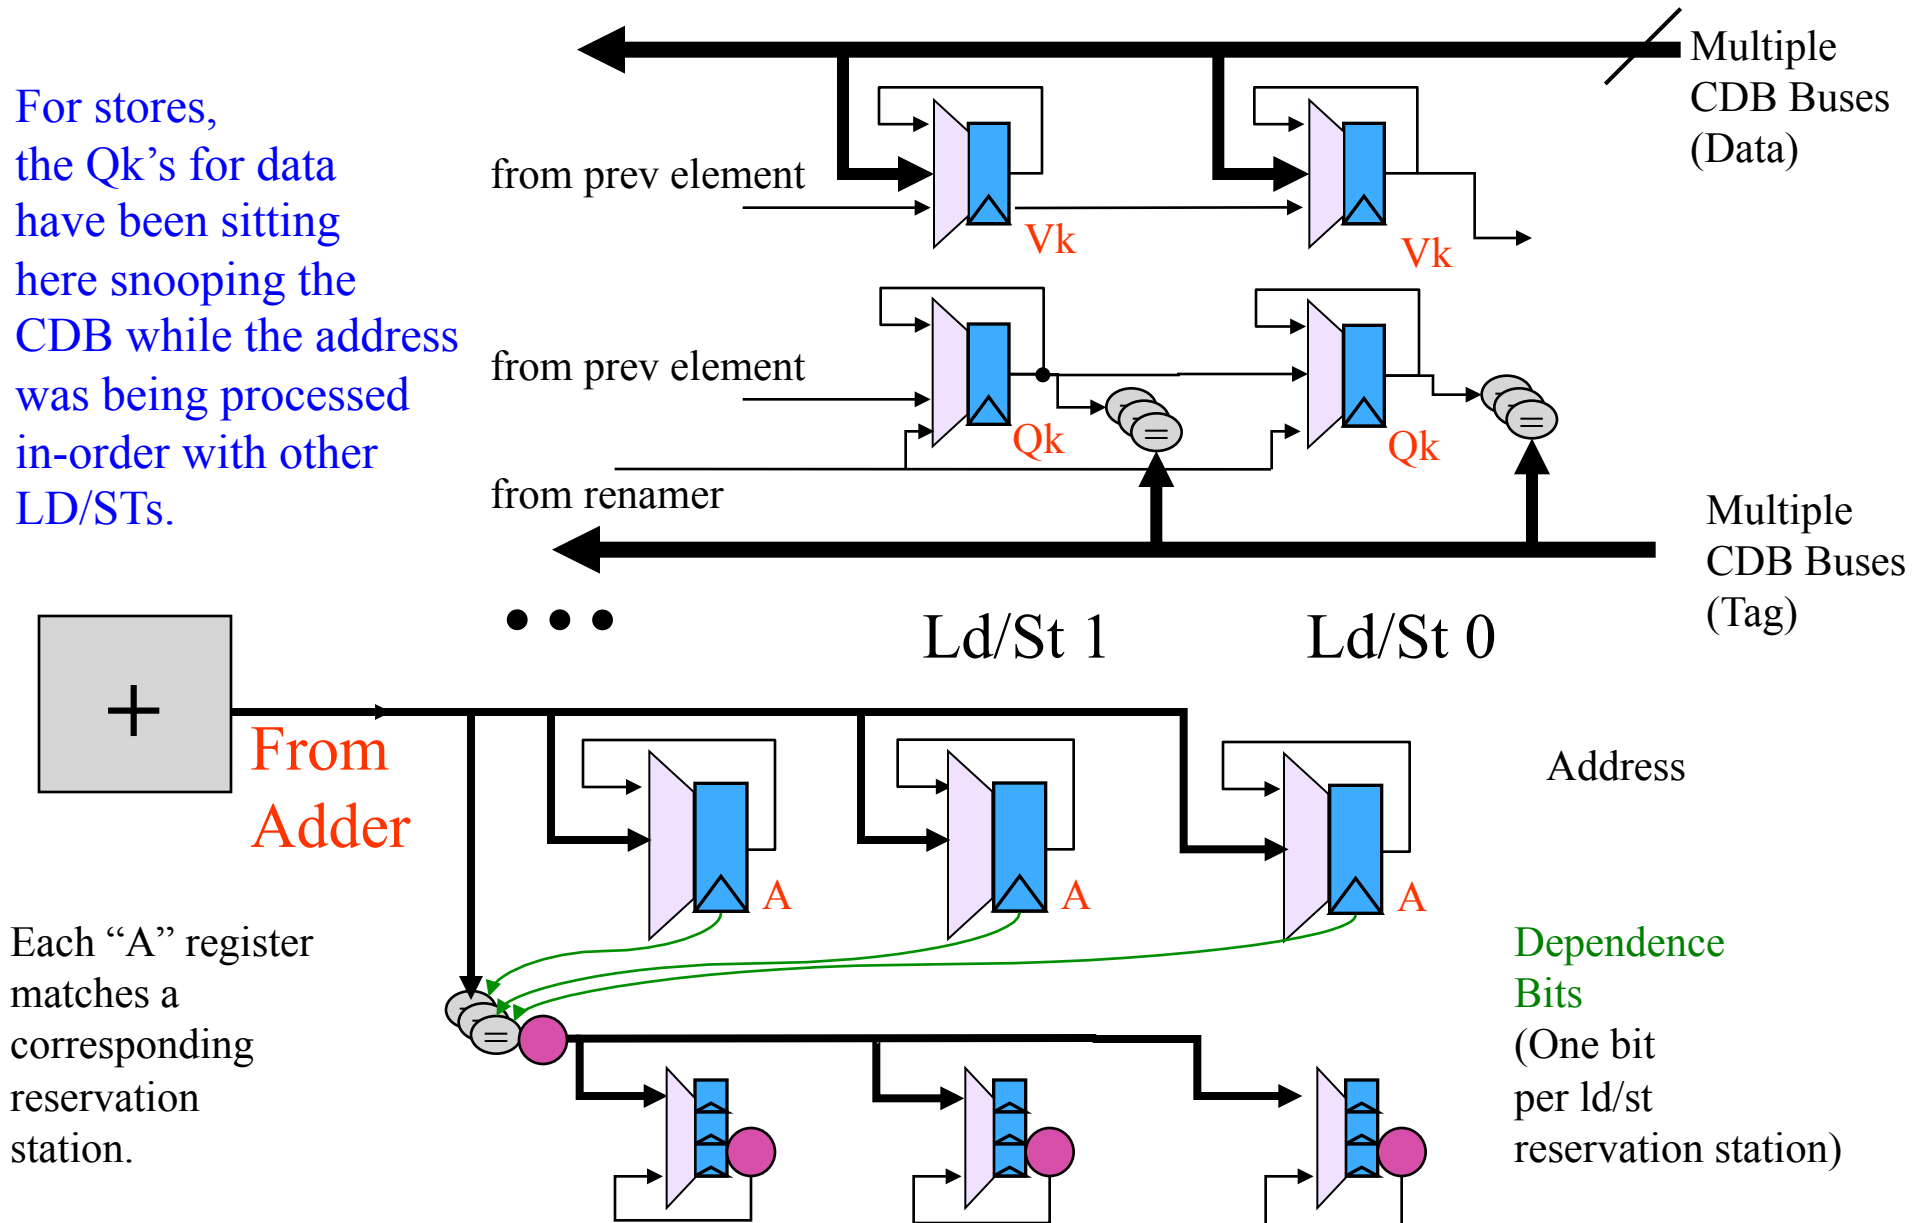 Multiple
CDB Buses
(Data)
For stores,
the Qk’s for data
have been sitting
here snooping the
CDB while the address
was being processed
in-order with other
LD/STs.
from prev element
Vk
Vk
from prev element
=
=
Qk
Qk
from renamer
Multiple
CDB Buses
(Tag)
• • •
Ld/St 1
Ld/St 0
+
From
Adder
Address
A
A
A
Each “A” register
matches a
corresponding
reservation
station.
=
Dependence
Bits
(One bit
per ld/st
reservation station)